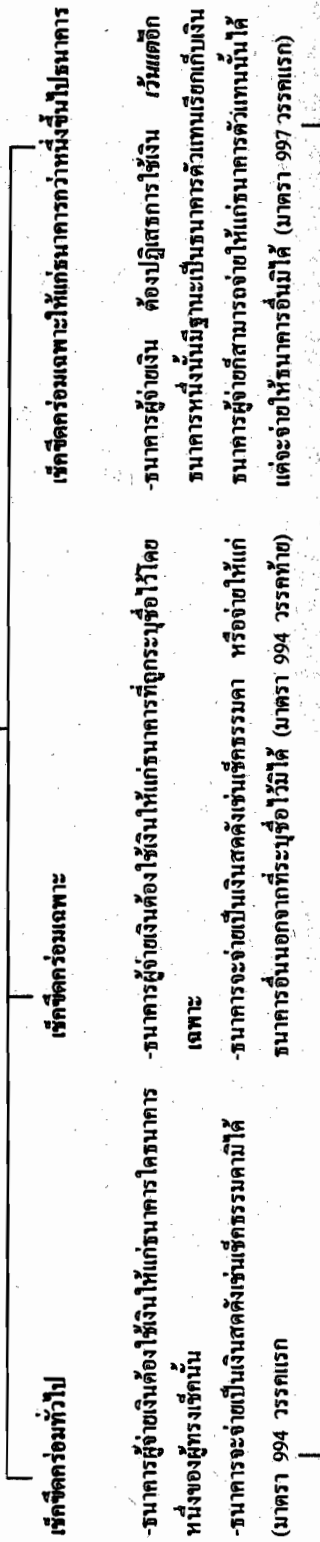 เช็คขีดคร่อมทั่วไป
-ธนาคารผู้จ่ายเงินต้องใช้เงินให้แก่ธนาคารใดธนาคาร
หนึ่งของผู้ทรงเช็คนั้น
-ธนาคารจะจ่ายเป็นเงินสดดังเช่นเช็คธรรมดามิได้
(มาตรา 994 วรรคแรก
เช็คขีดคร่อมเฉพาะ
-ธนาคารผู้จ่ายเงินต้องใช้เงินให้แก่ธนาคารที่ถูกระบุชื่อไว้โดย
เฉพาะ
-ธนาคารจะจ่ายเป็นเงินสดดังเช่นเช็คธรรมดา หรือจ่ายให้แก่
ธนาคารอื่นนอกจากที่ระบุชื่อไว้มิได้ (มาตรา 994 วรรคท้าย)
เช็คขีดคร่อมเฉพาะให้แก่ธนาคารกว่าหนึ่งขึ้นไปธนาคาร
-ธนาคารผู้จ่ายเงิน ต้องปฏิเสธการใช้เงิน เว้นแต่อีก
ธนาคารหนึ่งนั้นมีฐานะเป็นธนาคารตัวแทนเรียกเก็บเงิน
ธนาคารผู้จ่ายก็สามารถจ่ายให้แก่ธนาคารตัวแทนนั้นได้
แต่จะจ่ายให้ธนาคารอื่นมิได้ (มาตรา 997 วรรคแรก)